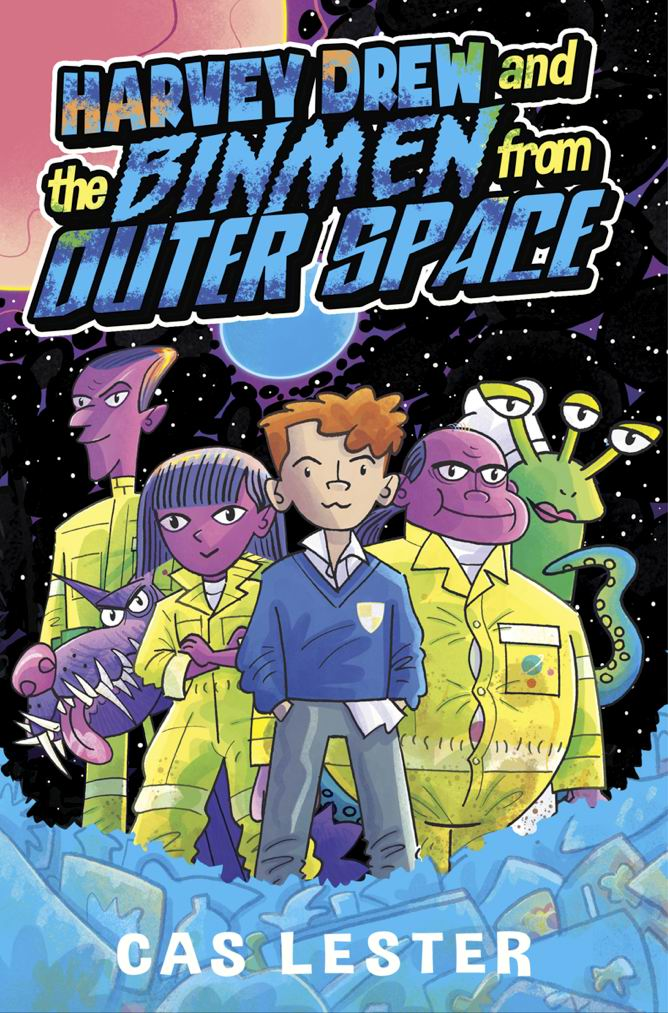 HARVEY DREW and
the BINMEN from
OUTER SPACE
CAS LESTER